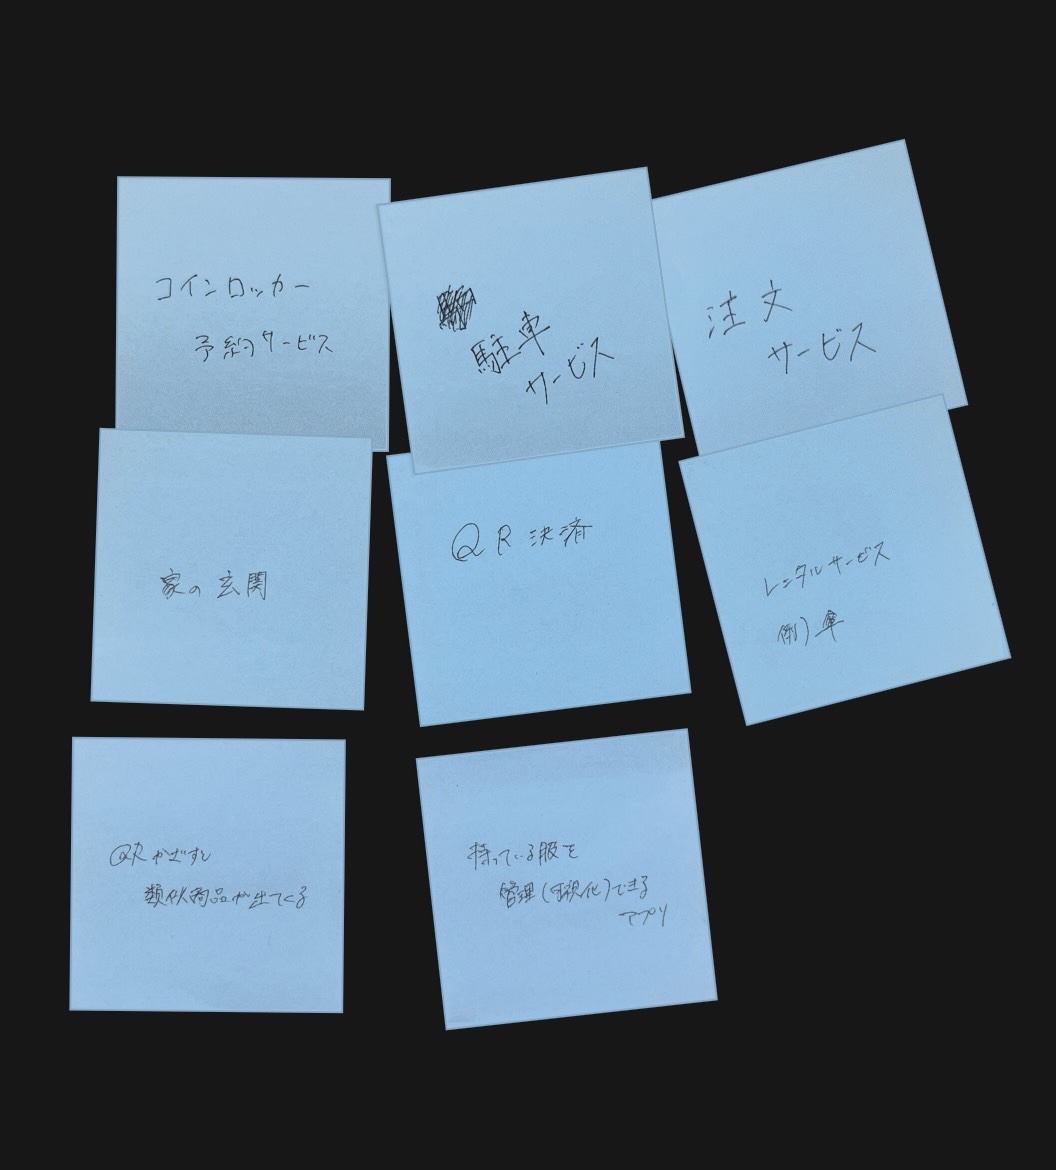 コインロッカー
予約サービス
駐車
サービス
注文
サービス
家の玄関
QR決済
レンタルサービス
例)傘
QRかざすし
類似商品が出てくる
持っている服を
管理(可視化)できる
アプリ